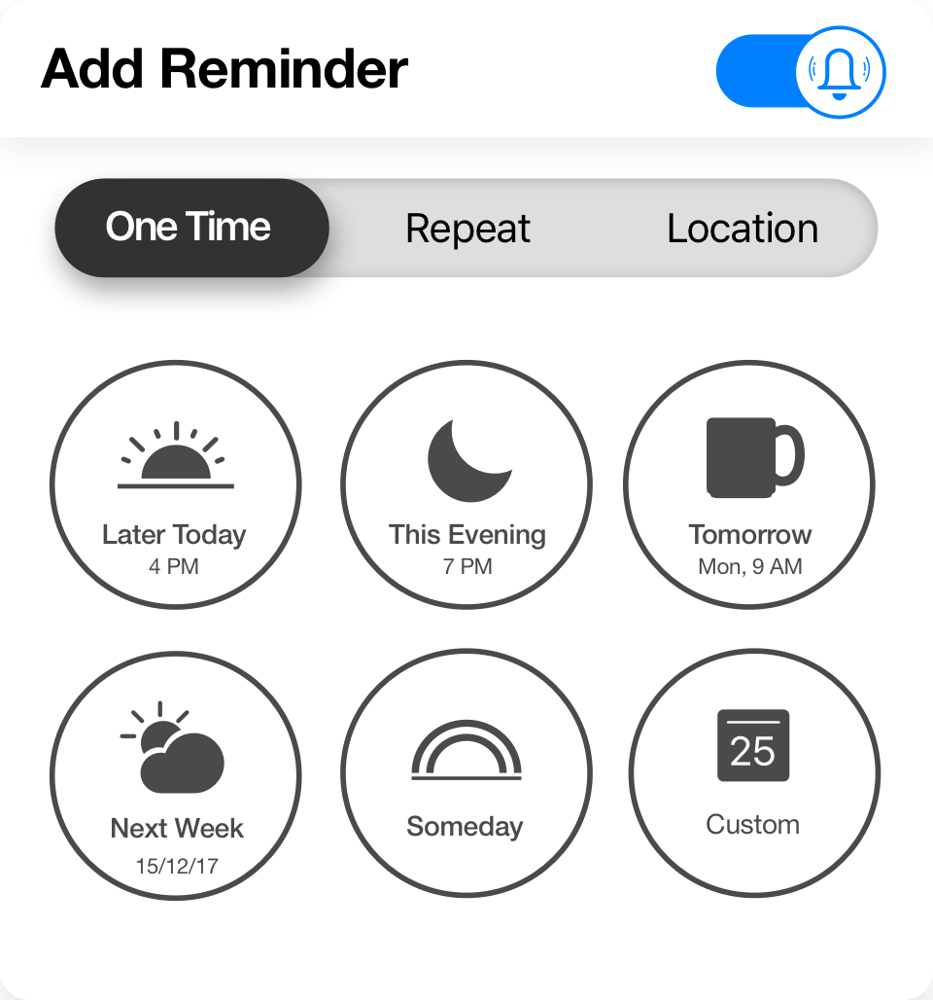 Add Reminder
One Time
Repeat
Location
Later Today
4 PM
This Evening
7 PM
Tomorrow
Mon, 9 AM
Next Week
15/12/17
Someday
25
Custom